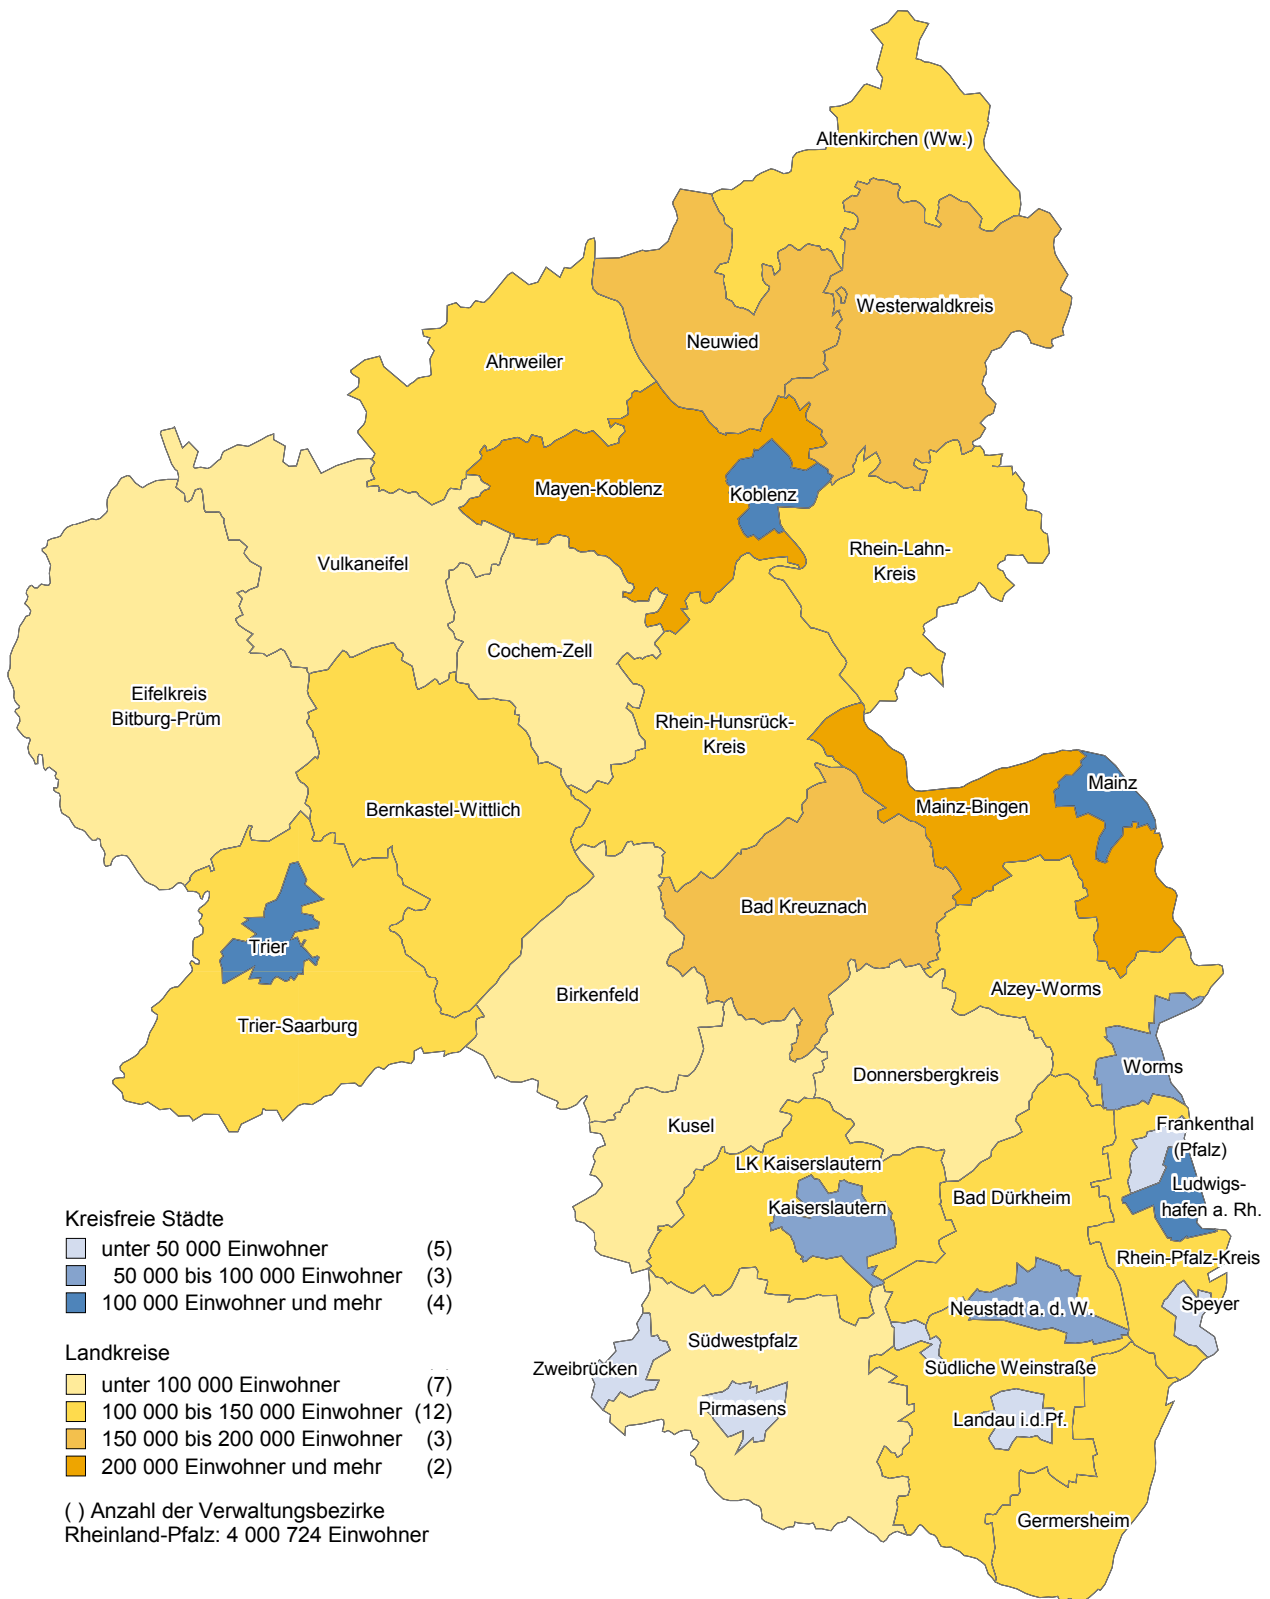 Altenkirchen (Ww.)
Westerwaldkreis
Neuwied
Ahrweiler
Mayen-Koblenz
Koblenz
Rhein-Lahn-
Kreis
Vulkaneifel
Cochem-Zell
Eifelkreis
Bitburg-Prüm
Rhein-Hunsrück-
Kreis
Mainz
Mainz-Bingen
Bernkastel-Wittlich
Bad Kreuznach
Trier
Alzey-Worms
Birkenfeld
Trier-Saarburg
Worms
Donnersbergkreis
Kusel
Frankenthal
(Pfalz)
LK Kaiserslautern
Ludwigs-
hafen a. Rh.
Bad Dürkheim
Kaiserslautern
Rhein-Pfalz-Kreis
Speyer
Neustadt a. d. W.
Südwestpfalz
Zweibrücken
Südliche Weinstraße
Pirmasens
Landau i.d.Pf.
Germersheim
Kreisfreie Städte
unter 50 000 Einwohner (5)
50 000 bis 100 000 Einwohner (3)
100 000 Einwohner und mehr (4)
Landkreise
unter 100 000 Einwohner (7)
100 000 bis 150 000 Einwohner (12)
150 000 bis 200 000 Einwohner (3)
200 000 Einwohner und mehr (2)
( ) Anzahl der Verwaltungsbezirke
Rheinland-Pfalz: 4 000 724 Einwohner